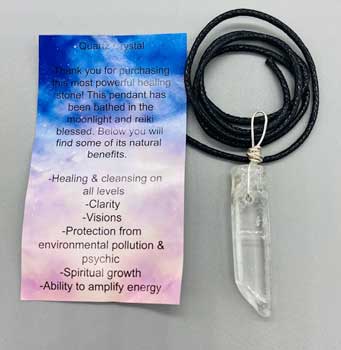 Quartz Crystal
-Thank you for purchasing
this most powerful healing
stone! This pendant has
been bathed in the
moonlight and reiki
blessed. Below you will
find some of its natural
benefits.
-Healing & cleansing on
all levels
-Clarity
-Visions
-Protection from
environmental pollution &
psychic
-Spiritual growth
-Ability to amplify energy